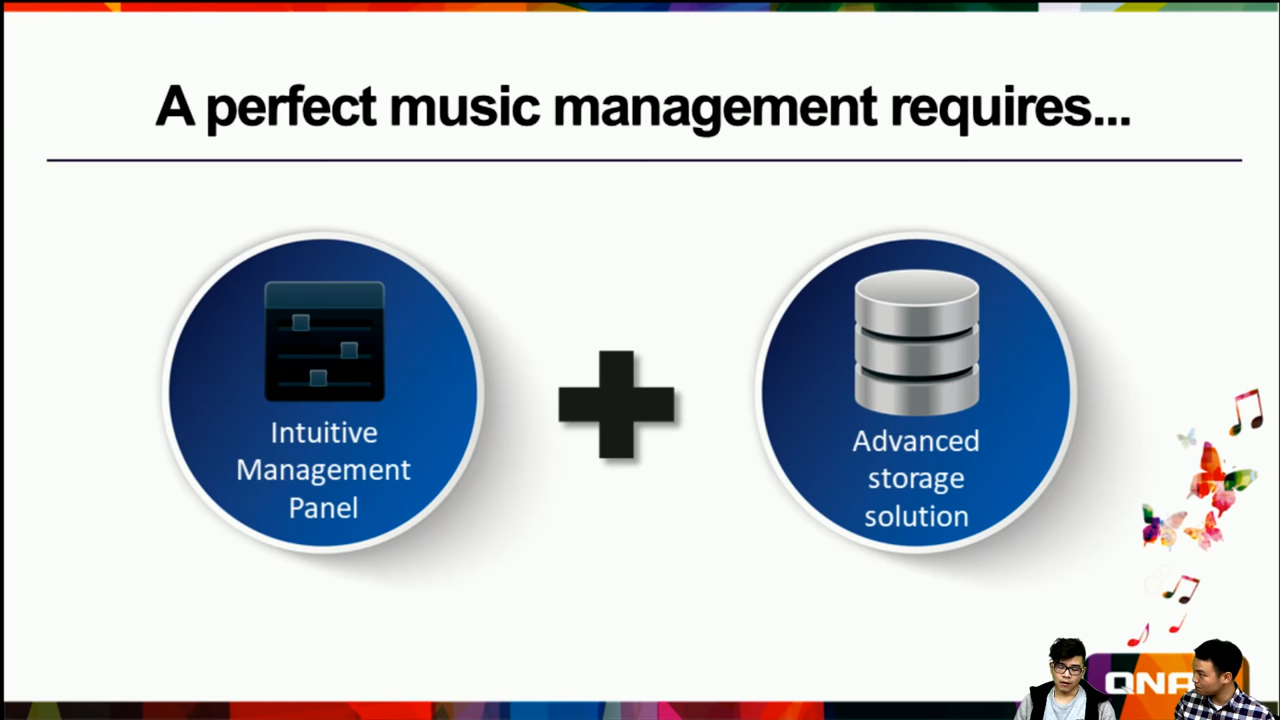 A perfect music management requires...
Intuitive
Management
Panel
Advanced
storage
solution